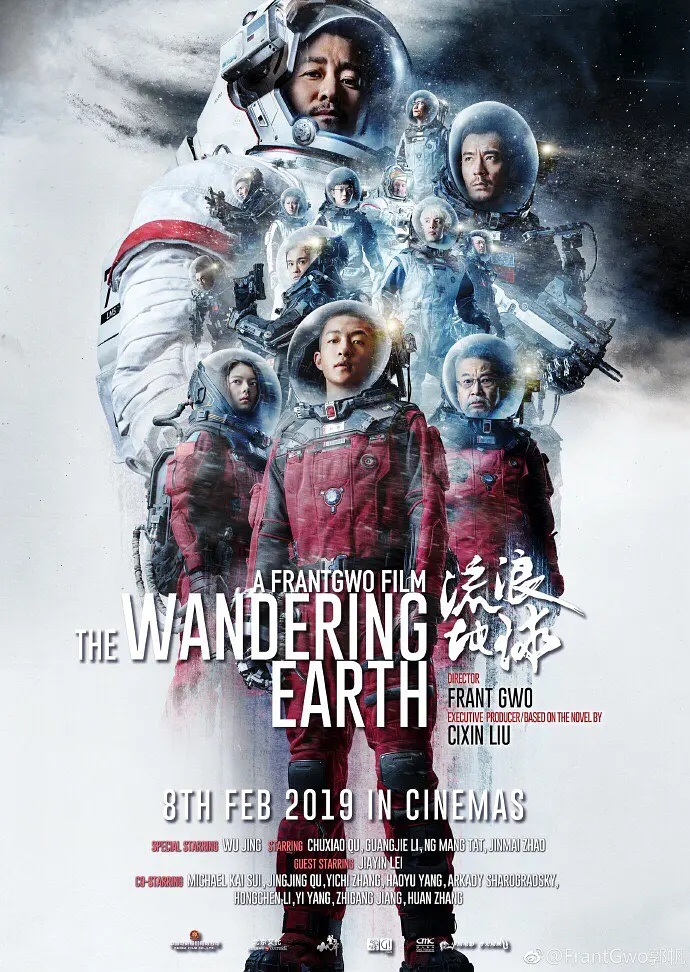 A FRANTGWO FILM
THE WANDERING
EARTH
流浪
地球
DIRECTOR
FRANT GWO
EXECUTIVE PRODUCER/BASED ON THE NOVEL BY
CIXIN LIU
8TH FEB 2019 IN CINEMAS
SPECIAL STARRING WU JING STARRING CHUXIAO QU, GUANGJIE LI, NG MANG TAT, JINMAI ZHAO
GUEST STARRING JIAYIN LEI
CO-STARRING MICHAEL KAI SUI, JINGJING QU, YICHI ZHANG, HAOYU YANG, ARKADY SHAROGRADSKY,
HONGCHEN LI, YI YANG, ZHIGANG JIANG, HUAN ZHANG
CMC
@FrantGwo郭帆